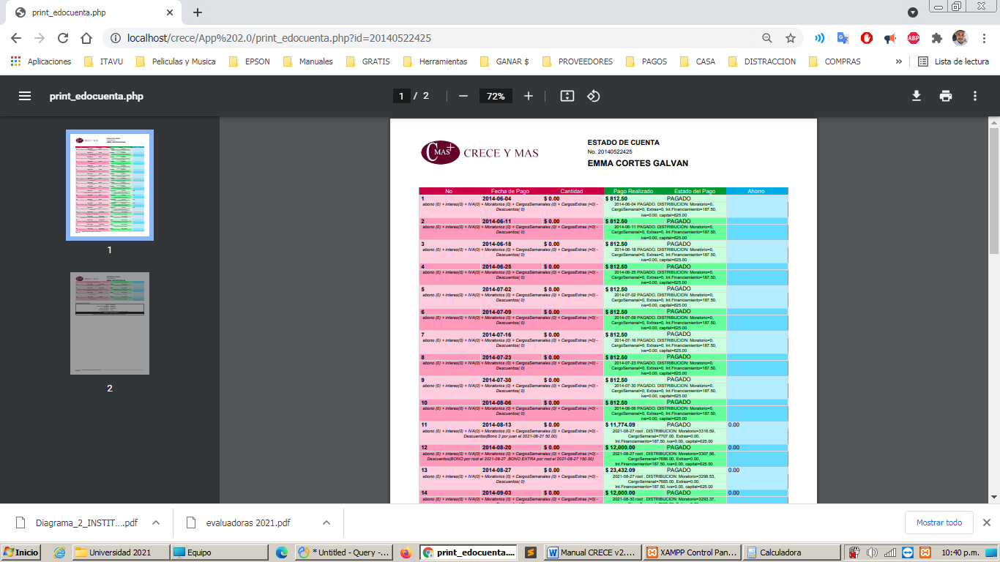 print_edocuenta.php
localhost/crece/App%202.0/print_edocuenta.php?id=20140522425
Aplicaciones ITAVU Peliculas y Musica EPSON Manuales GRATIS Herramientas GANAR $ PROVEEDORES PAGOS CASA DISTRACCION COMPRAS » Lista de lectura
print_edocuenta.php 1 / 2 72%
1
2
CMAS+ CRECE Y MAS
ESTADO DE CUENTA
No. 20140522425
EMMA CORTES GALVAN
No Fecha de Pago Cantidad Pago Realizado Estado del Pago Ahorro
1 2014-06-04 $ 0.00 $ 812.50 PAGADO
abono (0) + interes(0) + IVA(0) + Moratorios (0) + CargosSemanales (0) + CargosExtras (=0) - Descuentos( 0)
2014-06-04 PAGADO. DISTRIBUCION: Moratorio=0, CargoSemanal=0, Extras=0, Int.Financiamiento=187.50, iva=0.00, capital=625.00
2 2014-06-11 $ 0.00 $ 812.50 PAGADO
abono (0) + interes(0) + IVA(0) + Moratorios (0) + CargosSemanales (0) + CargosExtras (=0) - Descuentos( 0)
2014-06-11 PAGADO. DISTRIBUCION: Moratorio=0, CargoSemanal=0, Extras=0, Int.Financiamiento=187.50, iva=0.00, capital=625.00
3 2014-06-18 $ 0.00 $ 812.50 PAGADO
abono (0) + interes(0) + IVA(0) + Moratorios (0) + CargosSemanales (0) + CargosExtras (=0) - Descuentos( 0)
2014-06-18 PAGADO. DISTRIBUCION: Moratorio=0, CargoSemanal=0, Extras=0, Int.Financiamiento=187.50, iva=0.00, capital=625.00
4 2014-06-25 $ 0.00 $ 812.50 PAGADO
abono (0) + interes(0) + IVA(0) + Moratorios (0) + CargosSemanales (0) + CargosExtras (=0) - Descuentos( 0)
2014-06-25 PAGADO. DISTRIBUCION: Moratorio=0, CargoSemanal=0, Extras=0, Int.Financiamiento=187.50, iva=0.00, capital=625.00
5 2014-07-02 $ 0.00 $ 812.50 PAGADO
abono (0) + interes(0) + IVA(0) + Moratorios (0) + CargosSemanales (0) + CargosExtras (=0) - Descuentos( 0)
2014-07-02 PAGADO. DISTRIBUCION: Moratorio=0, CargoSemanal=0, Extras=0, Int.Financiamiento=187.50, iva=0.00, capital=625.00
6 2014-07-09 $ 0.00 $ 812.50 PAGADO
abono (0) + interes(0) + IVA(0) + Moratorios (0) + CargosSemanales (0) + CargosExtras (=0) - Descuentos( 0)
2014-07-09 PAGADO. DISTRIBUCION: Moratorio=0, CargoSemanal=0, Extras=0, Int.Financiamiento=187.50, iva=0.00, capital=625.00
7 2014-07-16 $ 0.00 $ 812.50 PAGADO
abono (0) + interes(0) + IVA(0) + Moratorios (0) + CargosSemanales (0) + CargosExtras (=0) - Descuentos( 0)
2014-07-16 PAGADO. DISTRIBUCION: Moratorio=0, CargoSemanal=0, Extras=0, Int.Financiamiento=187.50, iva=0.00, capital=625.00
8 2014-07-23 $ 0.00 $ 812.50 PAGADO
abono (0) + interes(0) + IVA(0) + Moratorios (0) + CargosSemanales (0) + CargosExtras (=0) - Descuentos( 0)
2014-07-23 PAGADO. DISTRIBUCION: Moratorio=0, CargoSemanal=0, Extras=0, Int.Financiamiento=187.50, iva=0.00, capital=625.00
9 2014-07-30 $ 0.00 $ 812.50 PAGADO
abono (0) + interes(0) + IVA(0) + Moratorios (0) + CargosSemanales (0) + CargosExtras (=0) - Descuentos( 0)
2014-07-30 PAGADO. DISTRIBUCION: Moratorio=0, CargoSemanal=0, Extras=0, Int.Financiamiento=187.50, iva=0.00, capital=625.00
10 2014-08-06 $ 0.00 $ 812.50 PAGADO
abono (0) + interes(0) + IVA(0) + Moratorios (0) + CargosSemanales (0) + CargosExtras (=0) - Descuentos( 0)
2014-08-06 PAGADO. DISTRIBUCION: Moratorio=0, CargoSemanal=0, Extras=0, Int.Financiamiento=187.50, iva=0.00, capital=625.00
11 2014-08-13 $ 0.00 $ 11,774.09 PAGADO 0.00
abono (0) + interes(0) + IVA(0) + Moratorios (0) + CargosSemanales (0) + CargosExtras (=0) - Descuentos(Bono 2 por juan el 2021-08-21 50.00)
2021-08-27 root . DISTRIBUCION: Moratorio=3316.59, CargoSemanal=7707.00, Extras=0.00, Int.Financiamiento=187.50, iva=0.00, capital=625.00
12 2014-08-20 $ 0.00 $ 12,000.00 PAGADO 0.00
abono (0) + interes(0) + IVA(0) + Moratorios (0) + CargosSemanales (0) + CargosExtras (=0) - Descuentos(BONO por root el 2021-08-27 ,BONO EXTRA por root el 2021-08-27 150.00)
2021-08-27 root . DISTRIBUCION: Moratorio=3307.56, CargoSemanal=7686.00, Extras=0.00, Int.Financiamiento=187.50, iva=0.00, capital=625.00
13 2014-08-27 $ 0.00 $ 23,432.09 PAGADO 0.00
abono (0) + interes(0) + IVA(0) + Moratorios (0) + CargosSemanales (0) + CargosExtras (=0) - Descuentos( 0)
2021-08-27 root . DISTRIBUCION: Moratorio=3298.53, CargoSemanal=7665.00, Extras=0.00, Int.Financiamiento=187.50, iva=0.00, capital=625.00
14 2014-09-03 $ 0.00 $ 12,000.00 PAGADO 0.00
abono (0) + interes(0) + IVA(0) + Moratorios (0) + CargosSemanales (0) + CargosExtras (=0) -
2021-08-30 root . DISTRIBUCION: Moratorio=3293.37,
Diagrama_2_INSTIT....pdf evaluadoras 2021.pdf Mostrar todo
Inicio Universidad 2021 Equipo * Untitled - Query -... print_edocuenta.... Manual CRECE v2.... XAMPP Control Pan... Calculadora 10:40 p.m.